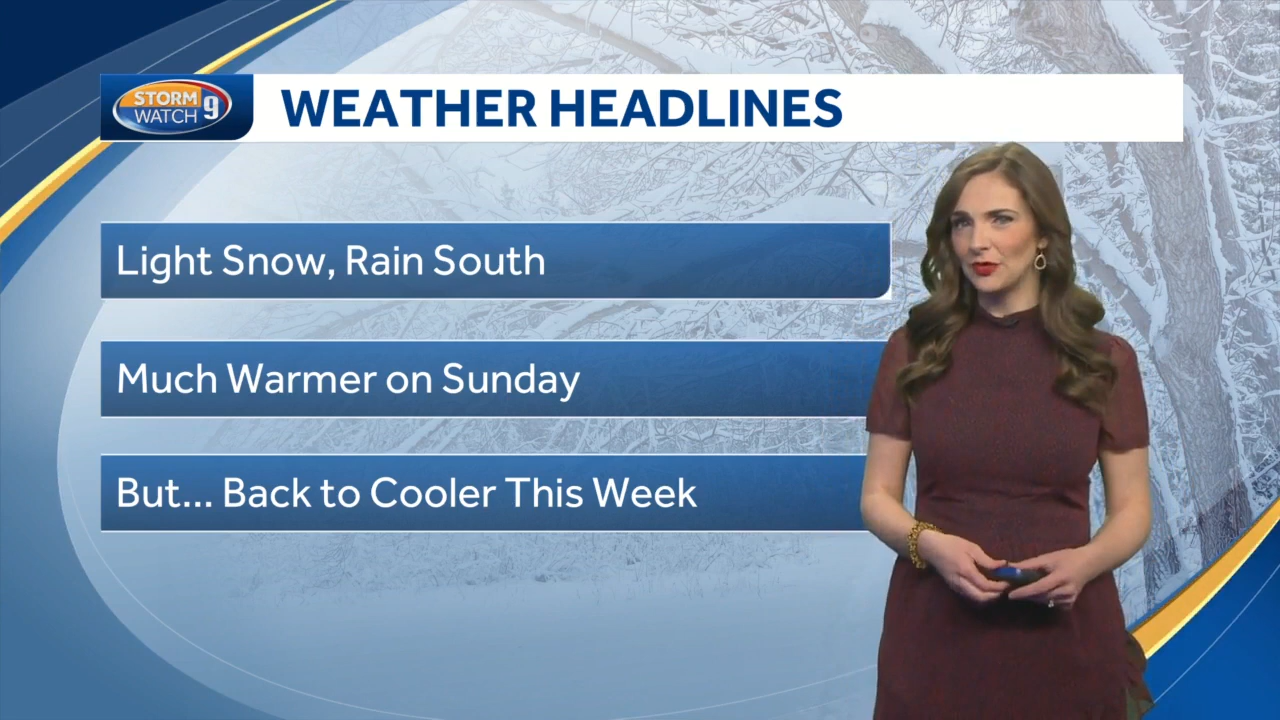 STORM
WATCH 9
WEATHER HEADLINES
Light Snow, Rain South
Much Warmer on Sunday
But... Back to Cooler This Week